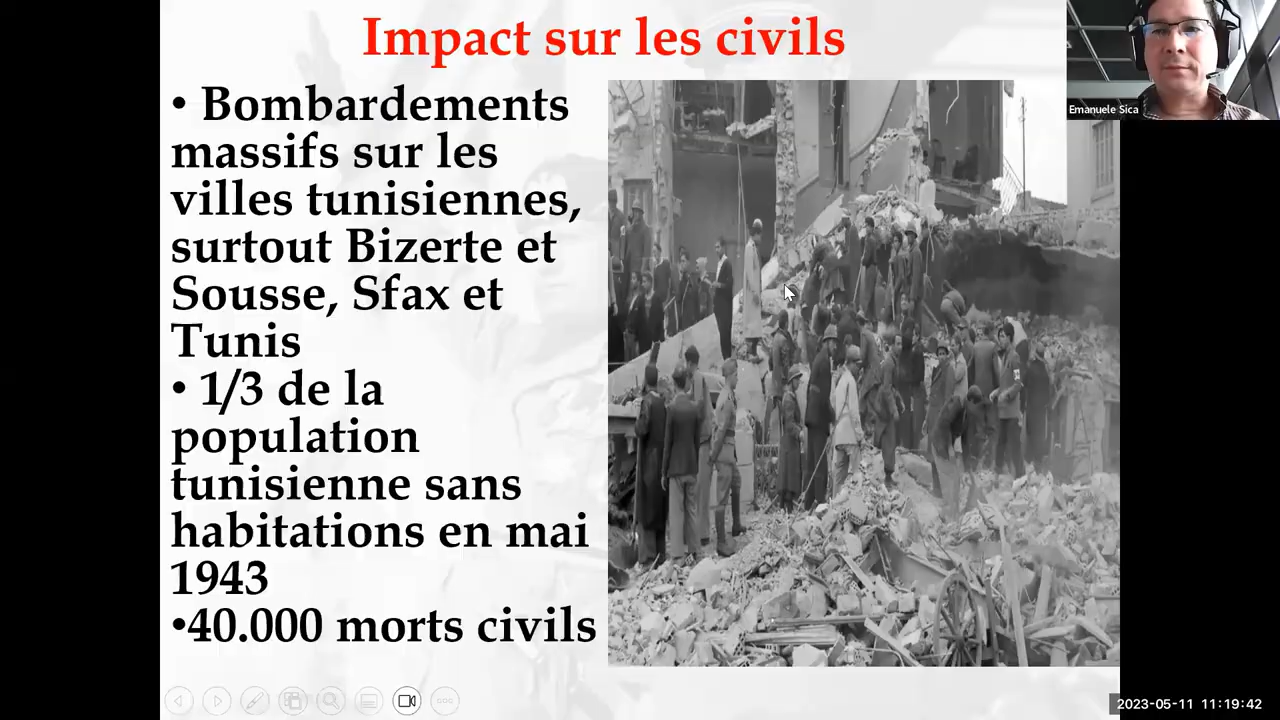 Impact sur les civils
• Bombardements
massifs sur les
villes tunisiennes,
surtout Bizerte et
Sousse, Sfax et
Tunis
• 1/3 de la
population
tunisienne sans
habitations en mai
1943
•40.000 morts civils
Emanuele Sica
2023-05-11 11:19:42